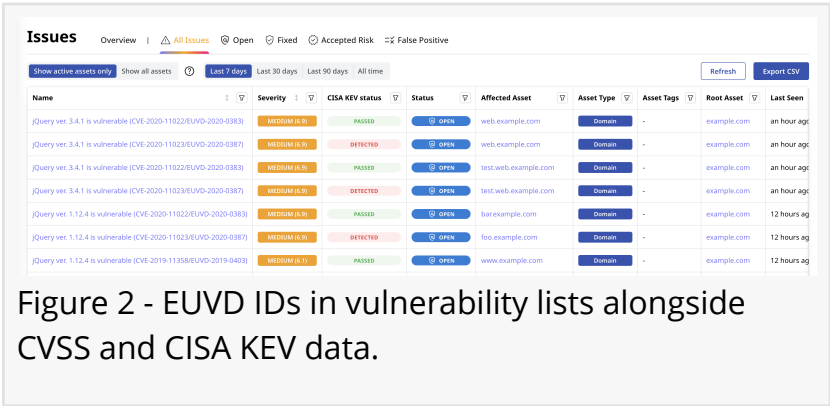 Issues Overview | All Issues Open Fixed Accepted Risk False Positive
Show active assets only Show all assets ? Last 7 days Last 30 days Last 90 days All time Refresh Export CSV
Name Severity CISA KEV status Status Affected Asset Asset Type Asset Tags Root Asset Last Seen
jQuery ver. 3.4.1 is vulnerable (CVE-2020-11022/EUVD-2020-0383) MEDIUM (6.9) PASSED OPEN web.example.com Domain - example.com an hour ago
jQuery ver. 3.4.1 is vulnerable (CVE-2020-11023/EUVD-2020-0387) MEDIUM (6.9) DETECTED OPEN web.example.com Domain - example.com an hour ago
jQuery ver. 3.4.1 is vulnerable (CVE-2020-11022/EUVD-2020-0383) MEDIUM (6.9) PASSED OPEN test.web.example.com Domain - example.com an hour ago
jQuery ver. 3.4.1 is vulnerable (CVE-2020-11023/EUVD-2020-0387) MEDIUM (6.9) DETECTED OPEN test.web.example.com Domain - example.com an hour ago
jQuery ver. 1.12.4 is vulnerable (CVE-2020-11022/EUVD-2020-0383) MEDIUM (6.9) PASSED OPEN bar.example.com Domain - example.com 12 hours ag
jQuery ver. 1.12.4 is vulnerable (CVE-2020-11023/EUVD-2020-0387) MEDIUM (6.9) DETECTED OPEN foo.example.com Domain - example.com 12 hours ag
jQuery ver. 1.12.4 is vulnerable (CVE-2019-11358/EUVD-2019-0403) MEDIUM (6.1) PASSED OPEN www.example.com Domain - example.com 12 hours ag
Figure 2 - EUVD IDs in vulnerability lists alongside
CVSS and CISA KEV data.